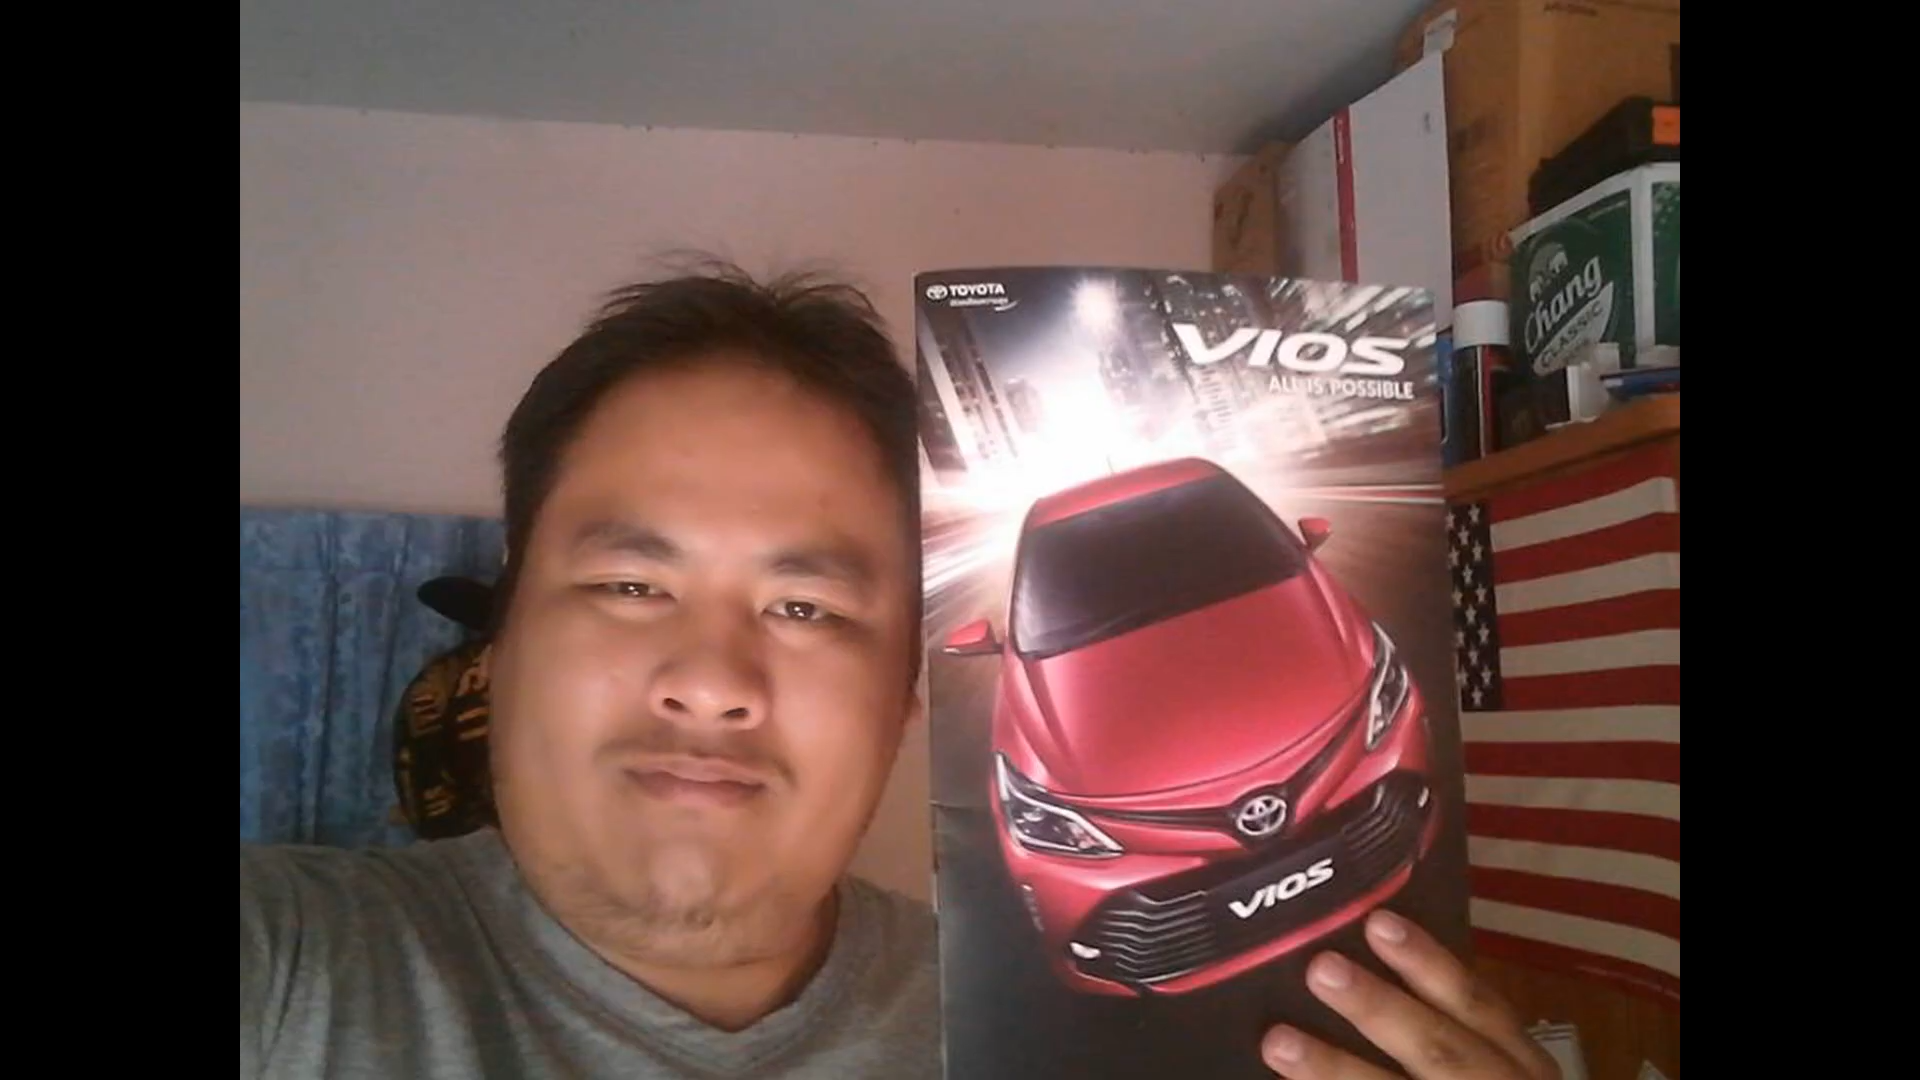 TOYOTA
VIOS
ALL IS POSSIBLE
VIOS
Chang
CLASSIC